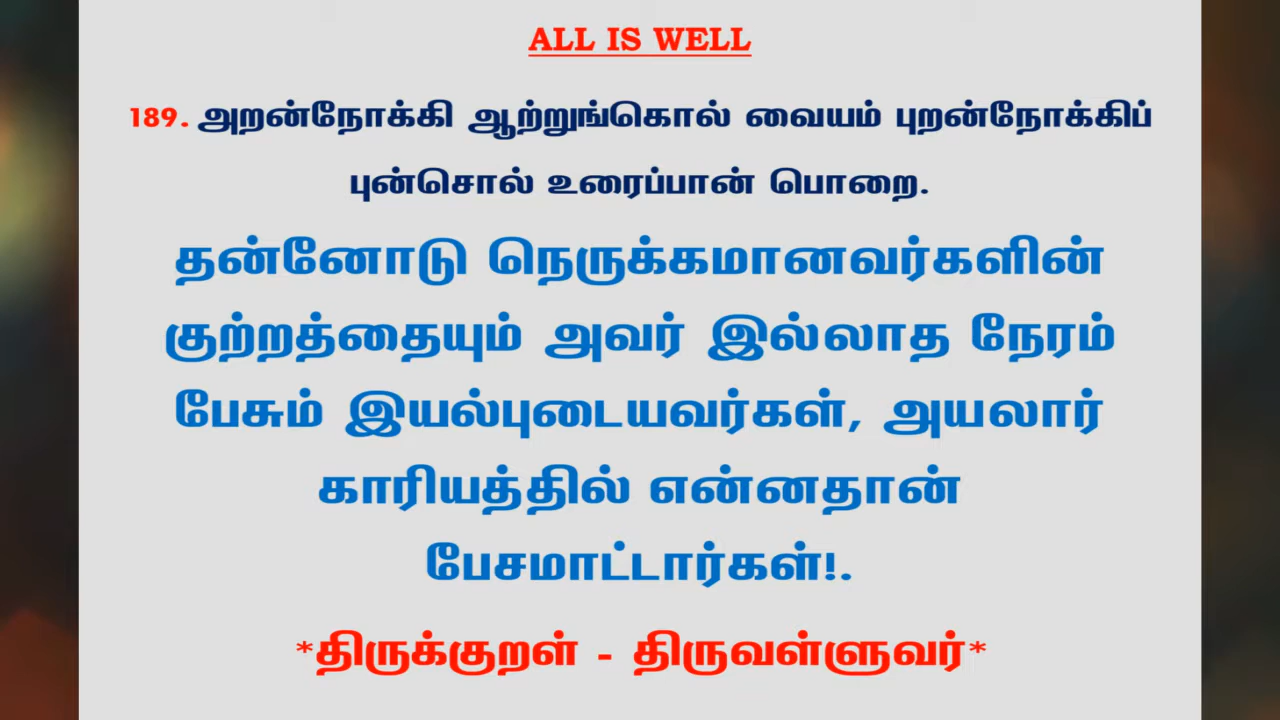 ALL IS WELL
189. அறன்நோக்கி ஆற்றுங்கொல் வையம் புறன்நோக்கிப்
புன்சொல் உரைப்பான் பொறை.
தன்னோடு நெருக்கமானவர்களின்
குற்றத்தையும் அவர் இல்லாத நேரம்
பேசும் இயல்புடையவர்கள், அயலார்
காரியத்தில் என்னதான்
பேசமாட்டார்கள்!.
*திருக்குறள் - திருவள்ளுவர்*